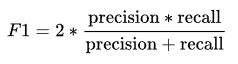 F1 = 2 * (precision * recall) / (precision + recall)